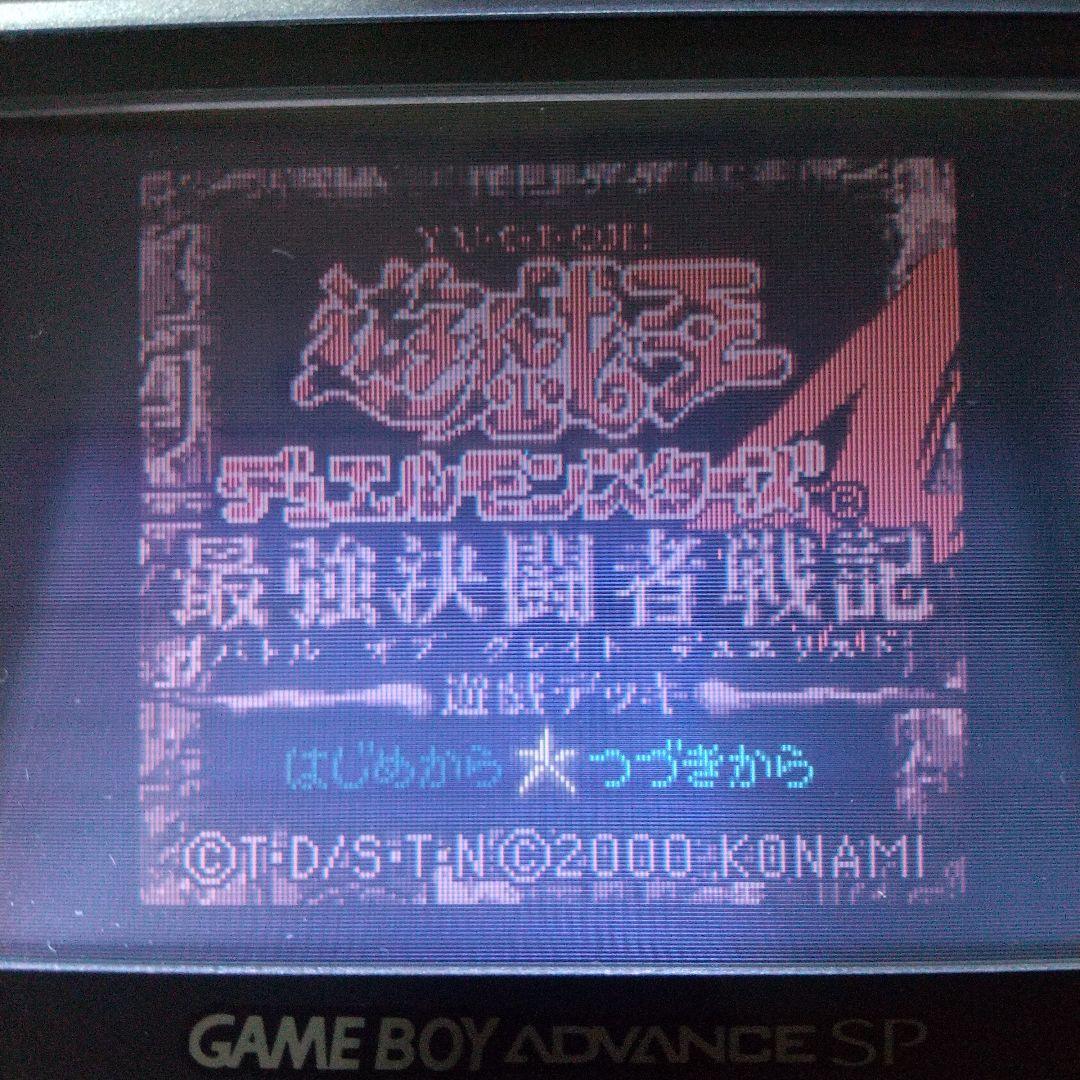 YU-GI-OH!
遊戯王
デュエルモンスターズ® 4
最強決闘者戦記
バトル オブ グレイト デュエリスト
遊戯デッキ
はじめから★つづきから
©T・D/S・T・N©2000 KONAMI
GAME BOY ADVANCE SP